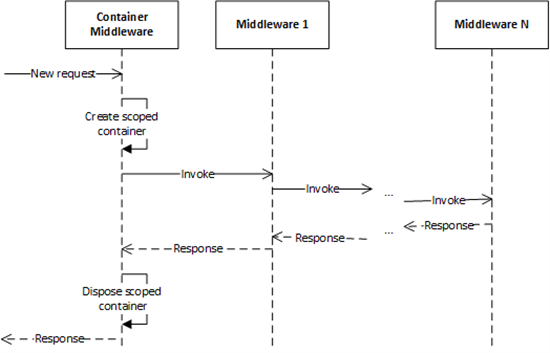 Container
Middleware
Middleware 1
Middleware N
New request
Create scoped
container
Invoke
Invoke
...
Invoke
Response
...
Response
Response
Dispose scoped
container
Response